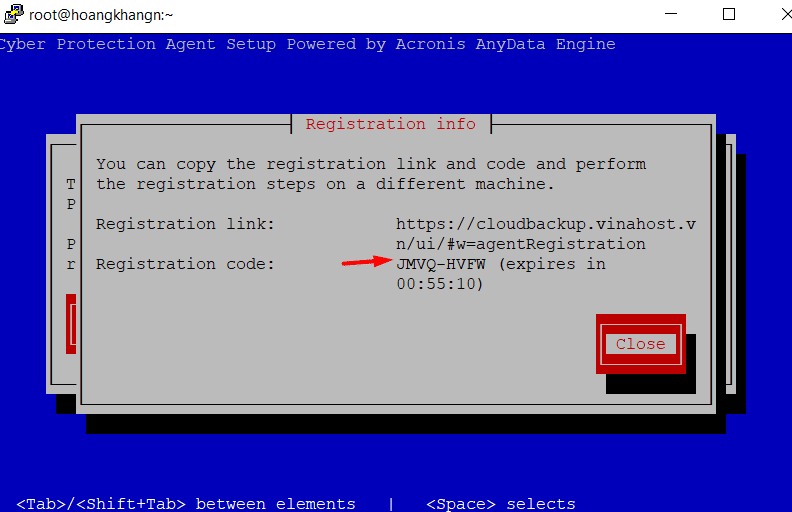 root@hoangkhangn:~
Cyber Protection Agent Setup Powered by Acronis AnyData Engine
Registration info
You can copy the registration link and code and perform
the registration steps on a different machine.
T
P
P
r
Registration link: https://cloudbackup.vinahost.v
n/ui/#w=agentRegistration
Registration code: JMVQ-HVFW (expires in
00:55:10)
Close
<Tab>/<Shift+Tab> between elements | <Space> selects